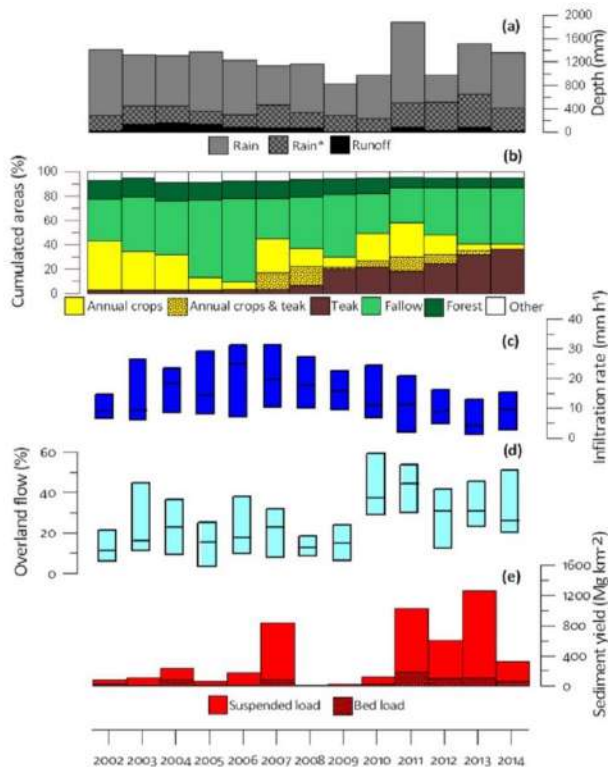 (a)
2000
1600
1200
800
400
0
Depth (mm)
Rain Rain* Runoff
(b)
100
80
60
40
20
0
Cumulated areas (%)
Annual crops Annual crops & teak Teak Fallow Forest Other
(c)
40
30
20
10
0
Infiltration rate (mm h⁻¹)
(d)
60
40
20
0
Overland flow (%)
(e)
1600
1200
800
400
0
Sediment yield (Mg km⁻²)
Suspended load Bed load
2002 2003 2004 2005 2006 2007 2008 2009 2010 2011 2012 2013 2014